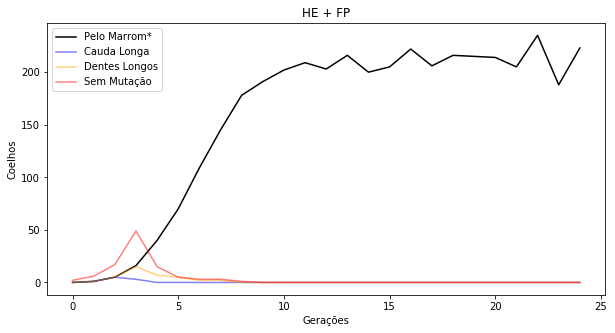 HE + FP
Pelo Marrom*
Cauda Longa
Dentes Longos
Sem Mutação
Coelhos
200
150
100
50
0
0 5 10 15 20 25
Gerações